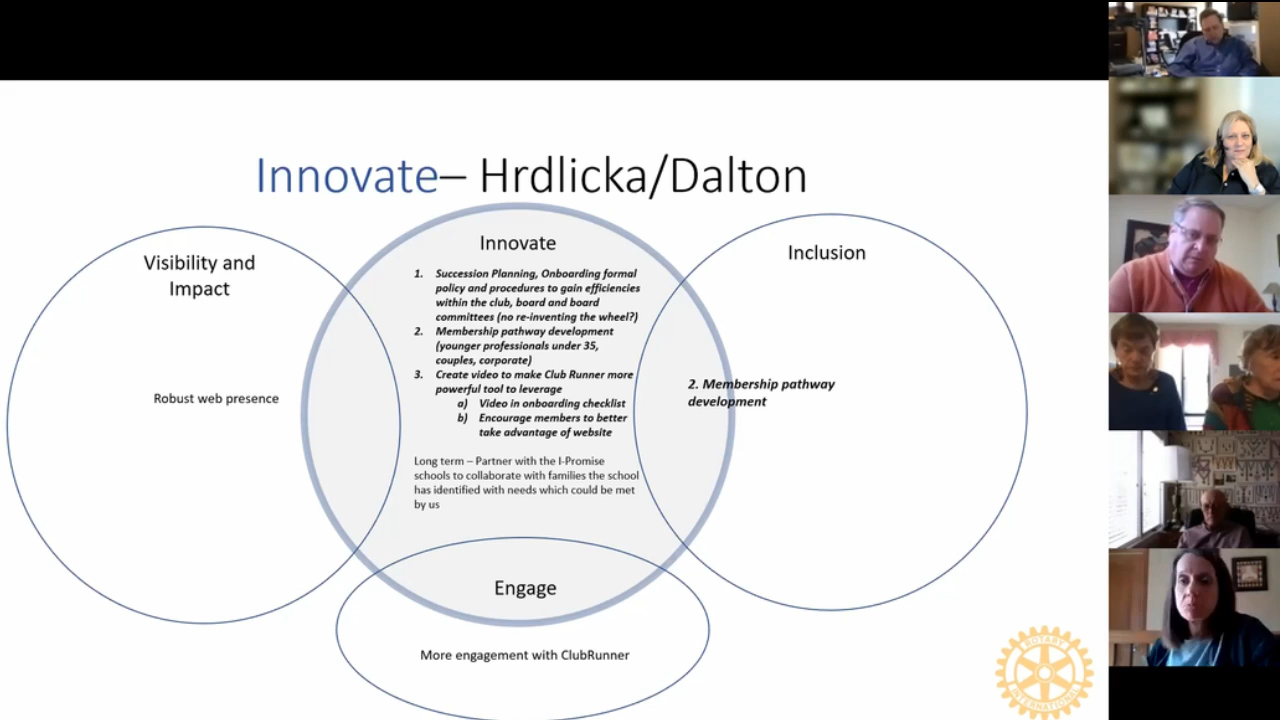 Innovate– Hrdlicka/Dalton
Visibility and
Impact
Robust web presence
Innovate
1. Succession Planning, Onboarding formal
policy and procedures to gain efficiencies
within the club, board and board
committees (no re-inventing the wheel?)
2. Membership pathway development
(younger professionals under 35,
couples, corporate)
3. Create video to make Club Runner more
powerful tool to leverage
a) Video in onboarding checklist
b) Encourage members to better
take advantage of website
Long term – Partner with the I-Promise
schools to collaborate with families the school
has identified with needs which could be met
by us
Inclusion
2. Membership pathway
development
Engage
More engagement with ClubRunner
ROTARY
INTERNATIONAL